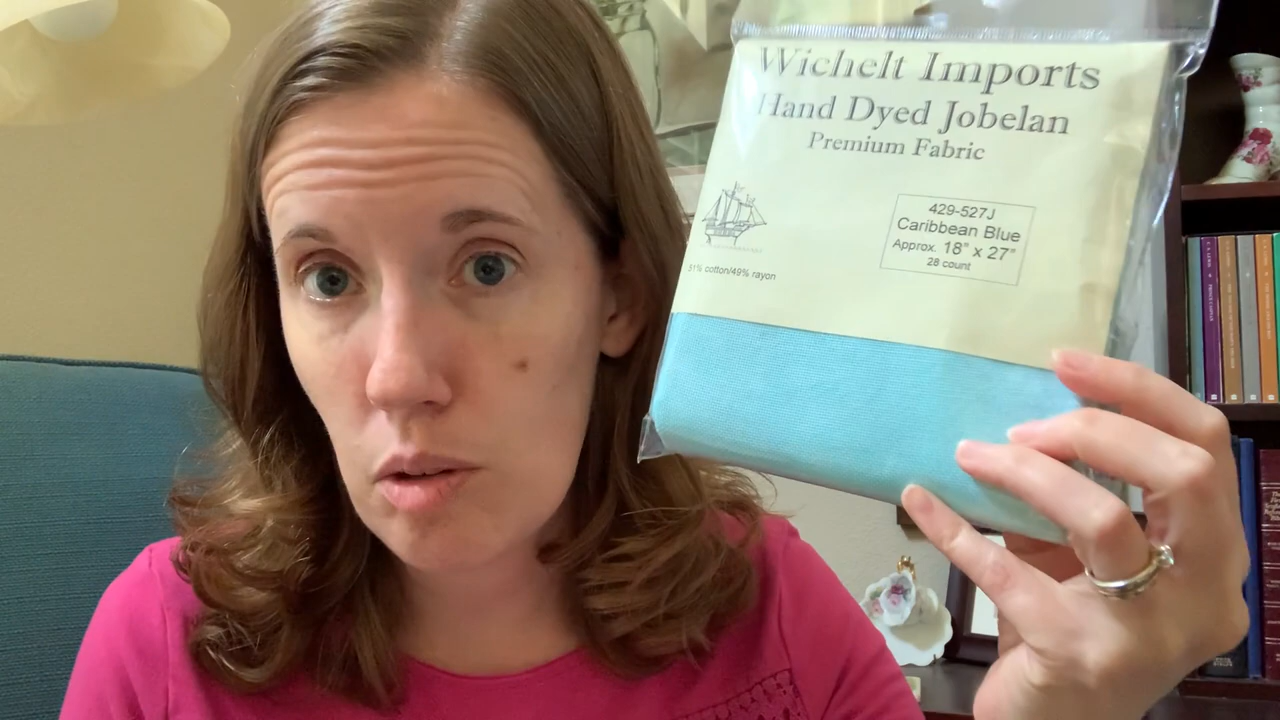 Wichelt Imports
Hand Dyed Jobelan
Premium Fabric
429-527J
Caribbean Blue
Approx. 18" x 27"
28 count
51% cotton/49% rayon